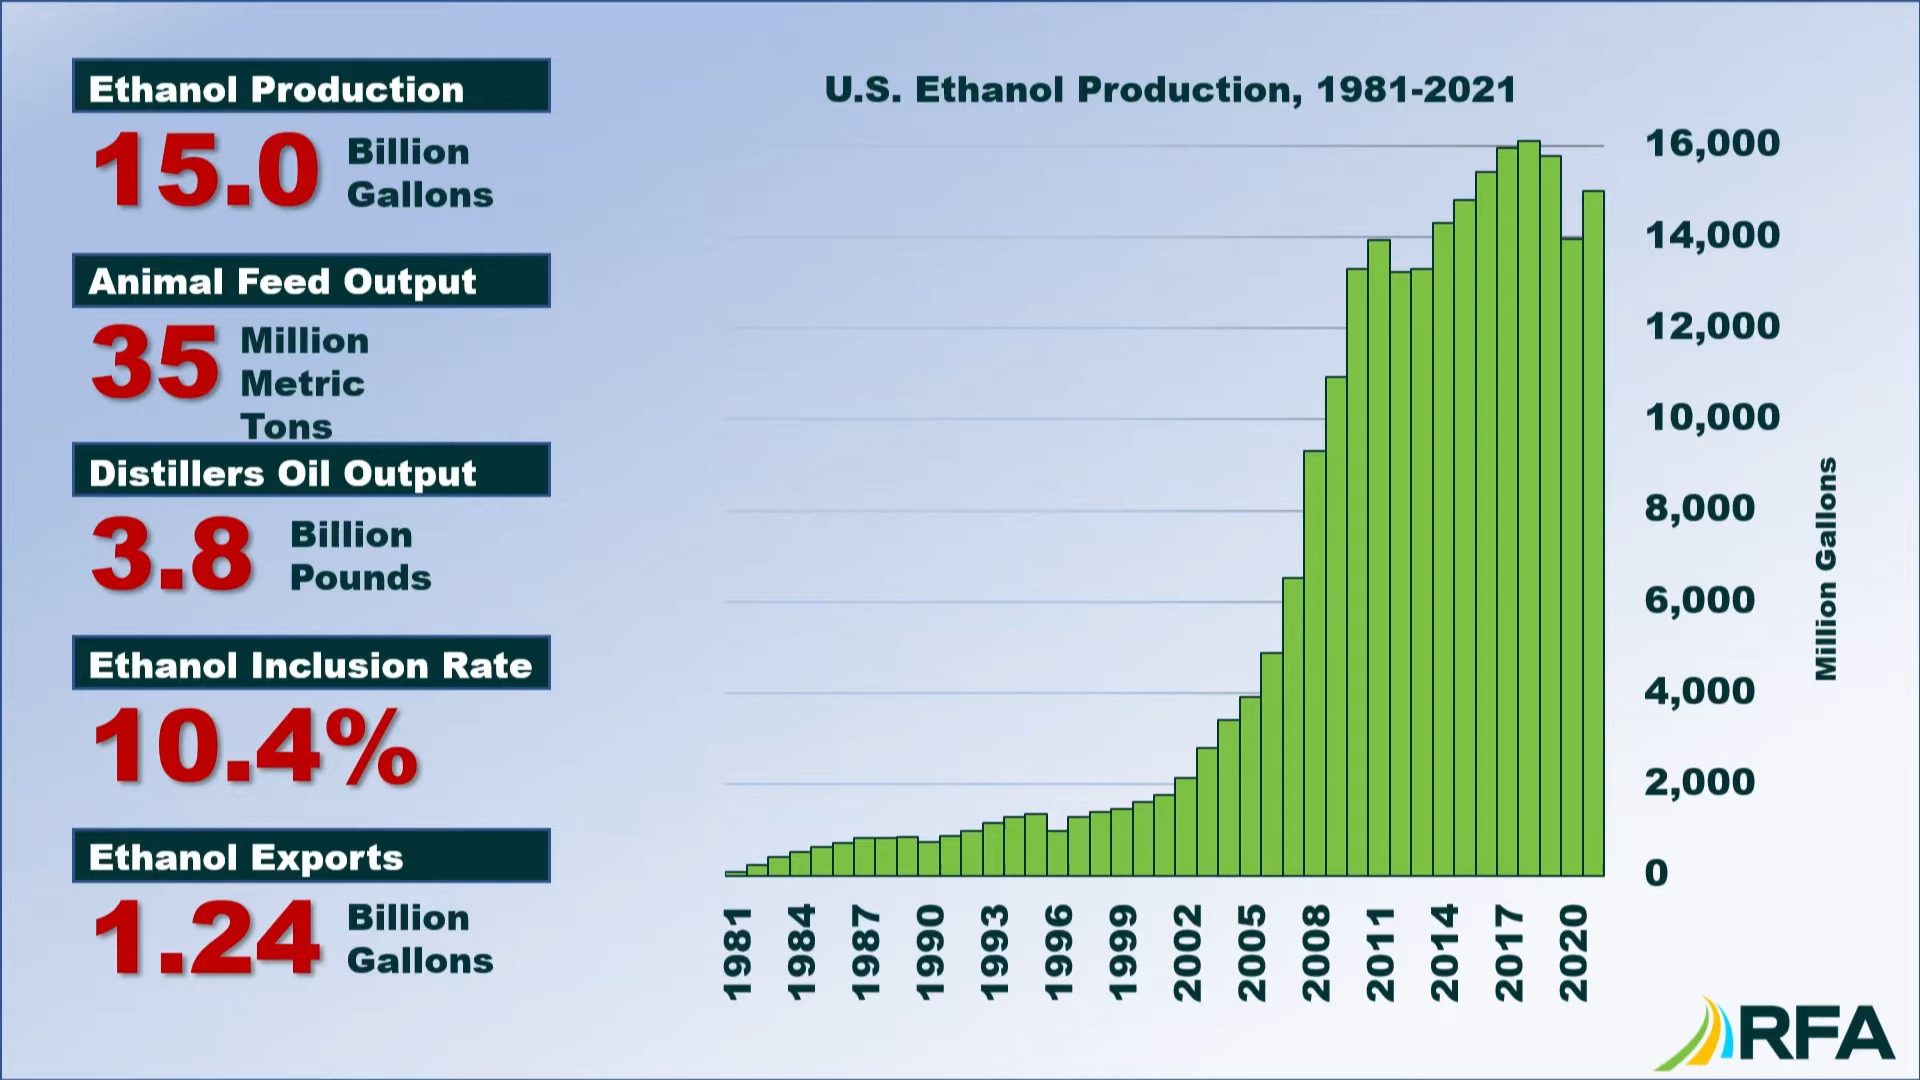 Ethanol Production
15.0
Billion
Gallons
Animal Feed Output
35
Million
Metric
Tons
Distillers Oil Output
3.8
Billion
Pounds
Ethanol Inclusion Rate
10.4%
Ethanol Exports
1.24
Billion
Gallons
U.S. Ethanol Production, 1981-2021
16,000
14,000
12,000
10,000
8,000
6,000
4,000
2,000
0
Million Gallons
1981
1984
1987
1990
1993
1996
1999
2002
2005
2008
2011
2014
2017
2020
RFA